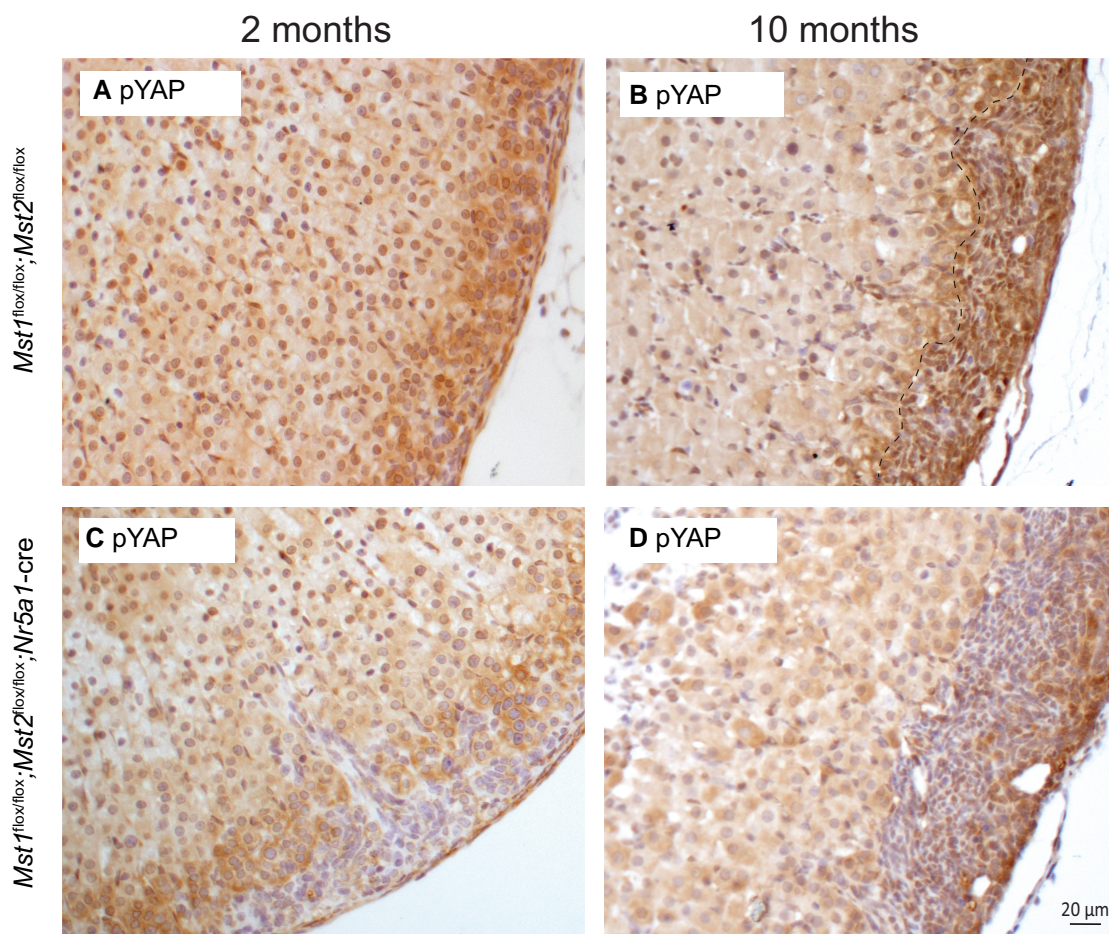 2 months
10 months
A pYAP
B pYAP
Mst1flox/flox;Mst2flox/flox
C pYAP
D pYAP
Mst1flox/flox;Mst2flox/flox;Nr5a1-cre
20 µm